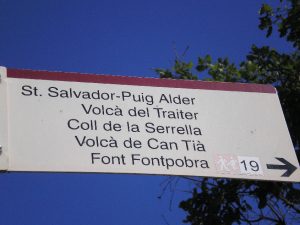 St. Salvador-Puig Alder
Volcà del Traiter
Coll de la Serrella
Volcà de Can Tià
Font Fontpobra 19